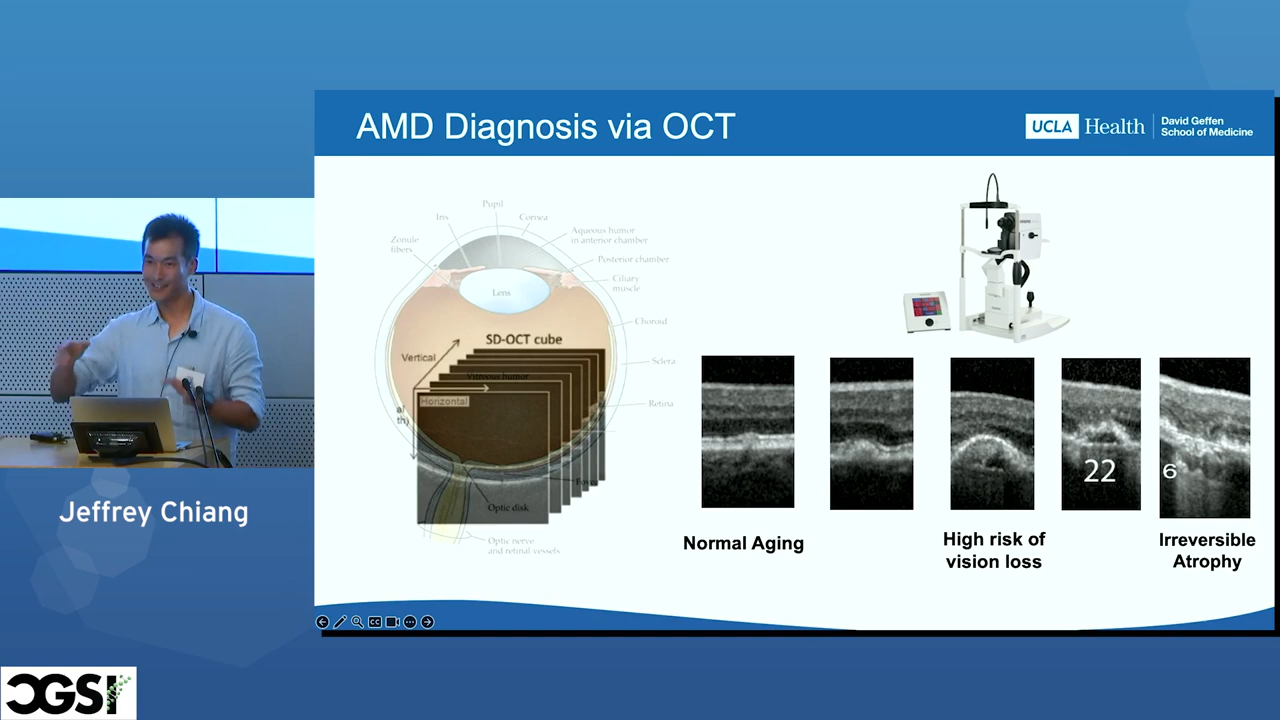 AMD Diagnosis via OCT
UCLA Health
David Geffen
School of Medicine
Pupil
Iris
Cornea
Zonule
fibers
Aqueous humor
in anterior chamber
Posterior chamber
Ciliary
muscle
Lens
Choroid
SD-OCT cube
Vertical
Sclera
Vitreous humor
Horizontal
Retina
al
th)
Optic disk
Optic nerve
and retinal vessels
22
6
Normal Aging
High risk of
vision loss
Irreversible
Atrophy
CC
Jeffrey Chiang
CGSI